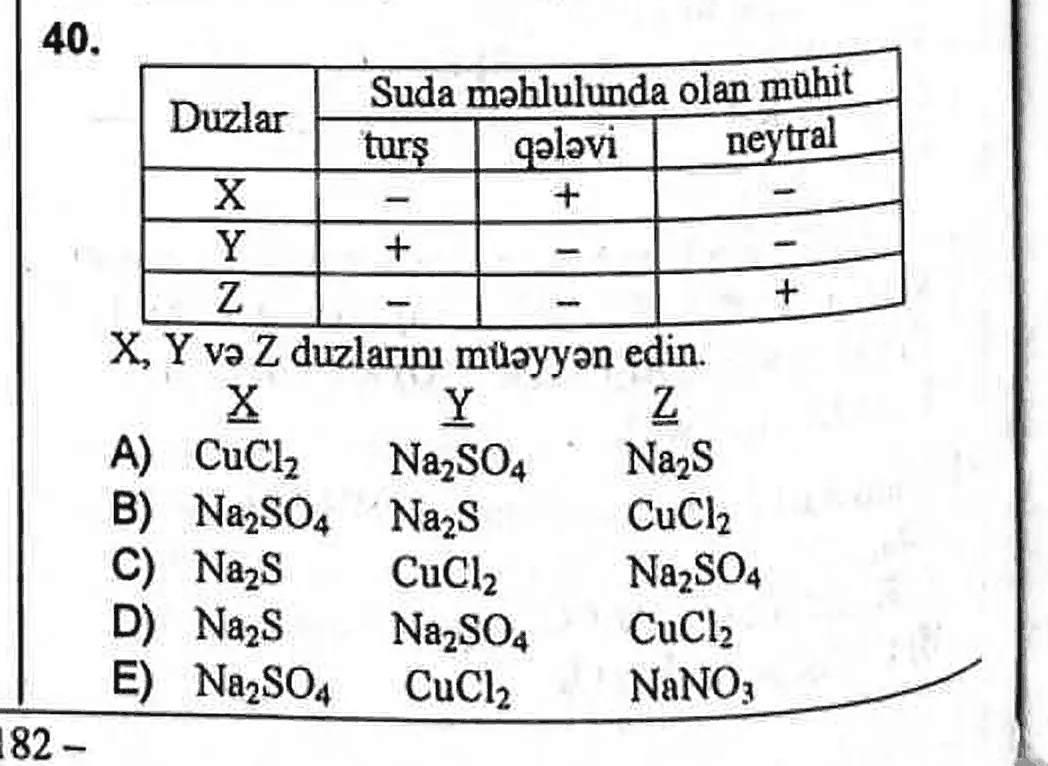 40.
Duzlar Suda məhlulunda olan mühit
turş qələvi neytral
X – + –
Y + – –
Z – – +
X, Y və Z duzlarını müəyyən edin.
X Y Z
A) CuCl₂ Na₂SO₄ Na₂S
B) Na₂SO₄ Na₂S CuCl₂
C) Na₂S CuCl₂ Na₂SO₄
D) Na₂S Na₂SO₄ CuCl₂
E) Na₂SO₄ CuCl₂ NaNO₃
182 –